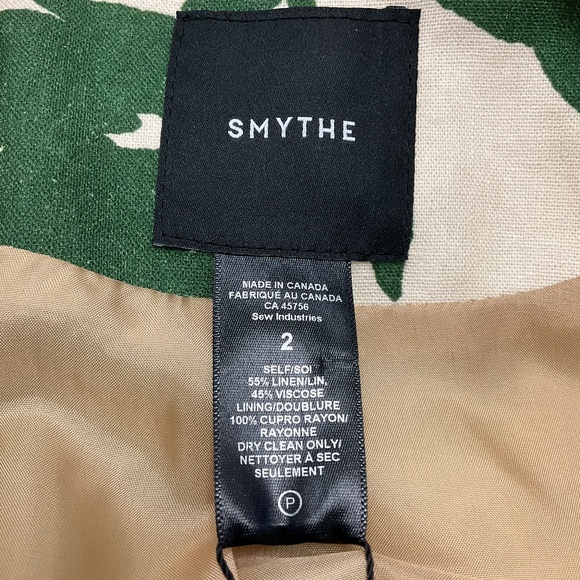 SMYTHE
MADE IN CANADA
FABRIQUÉ AU CANADA
CA 45756
Sew Industries
2
SELF/SOI
55% LINEN/LIN,
45% VISCOSE
LINING/DOUBLURE
100% CUPRO RAYON/
RAYONNE
DRY CLEAN ONLY/
NETTOYER À SEC
SEULEMENT
P